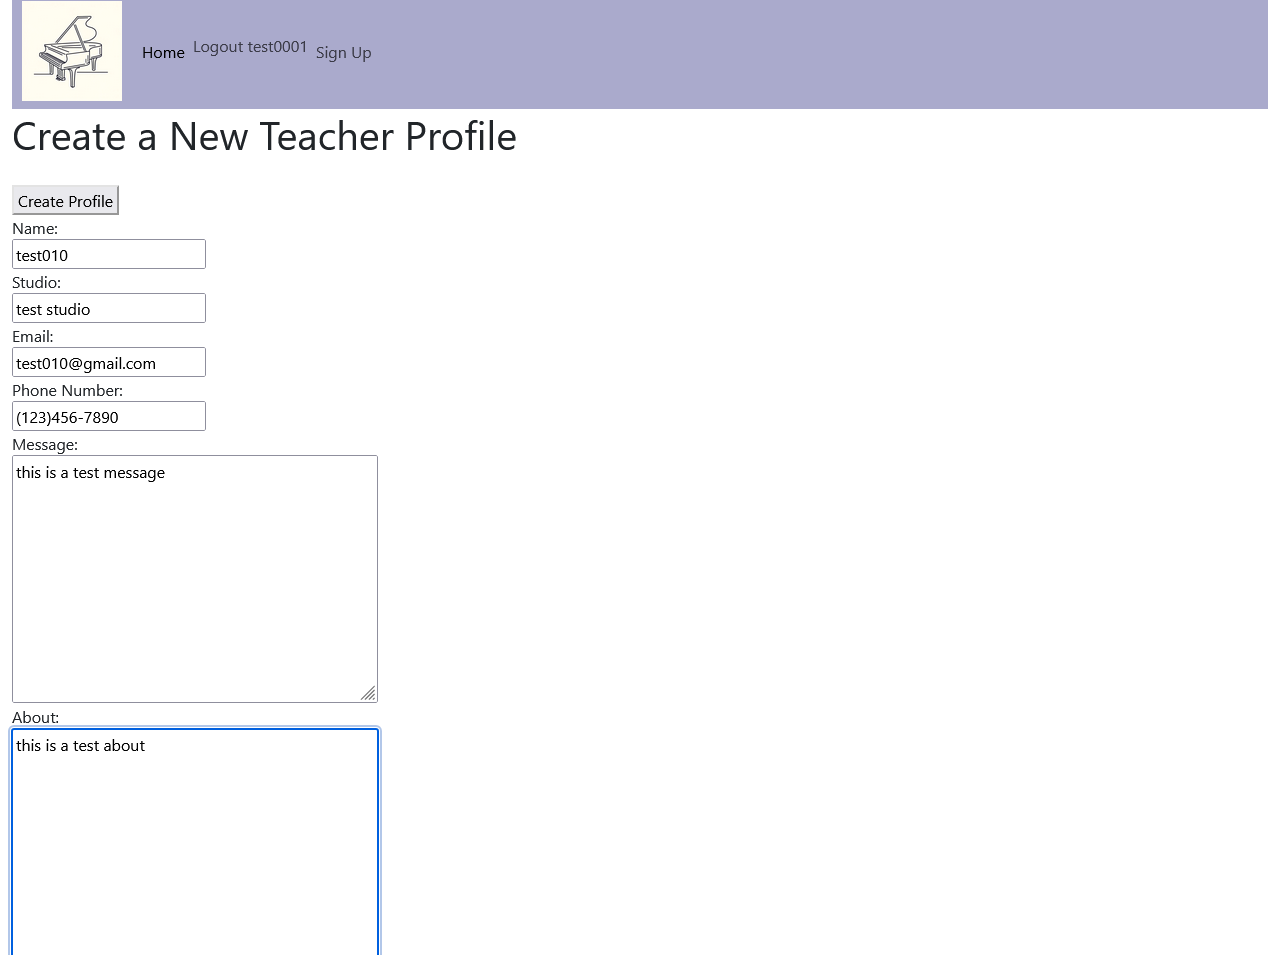 Home Logout test0001 Sign Up
Create a New Teacher Profile
Create Profile
Name:
test010
Studio:
test studio
Email:
test010@gmail.com
Phone Number:
(123)456-7890
Message:
this is a test message
About:
this is a test about